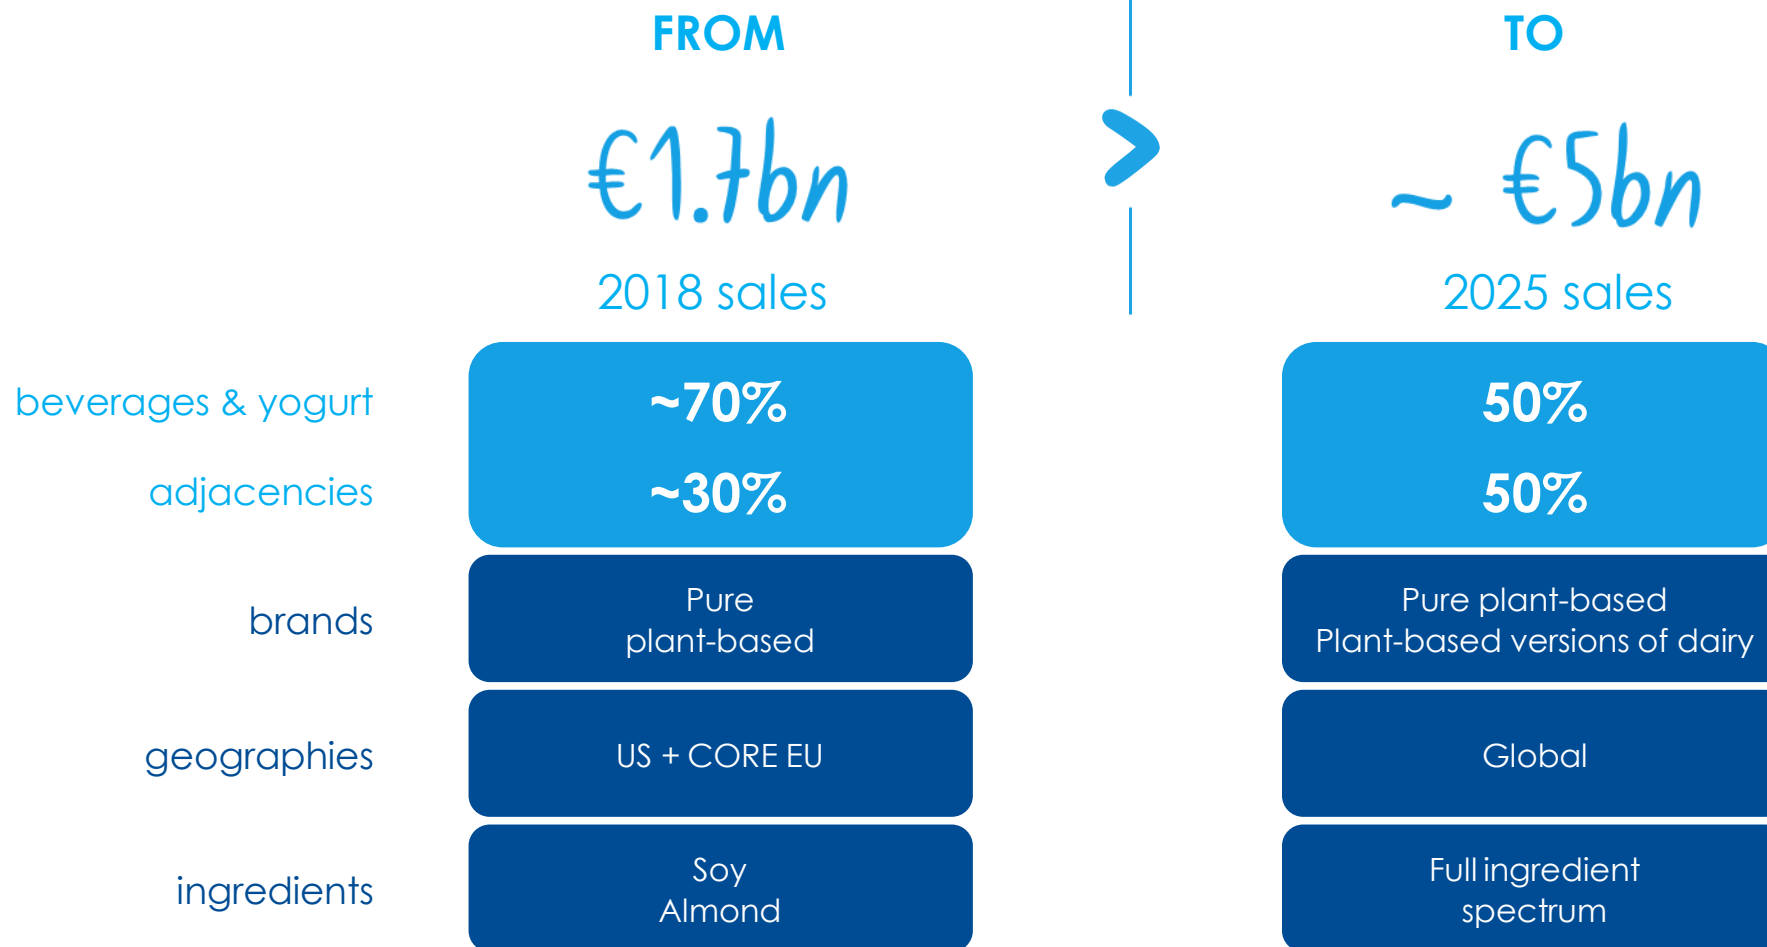 FROM
TO
€1.7bn
>
~ €5bn
2018 sales
2025 sales
beverages & yogurt
~70%
50%
adjacencies
~30%
50%
brands
Pure
plant-based
Pure plant-based
Plant-based versions of dairy
geographies
US + CORE EU
Global
ingredients
Soy
Almond
Full ingredient
spectrum